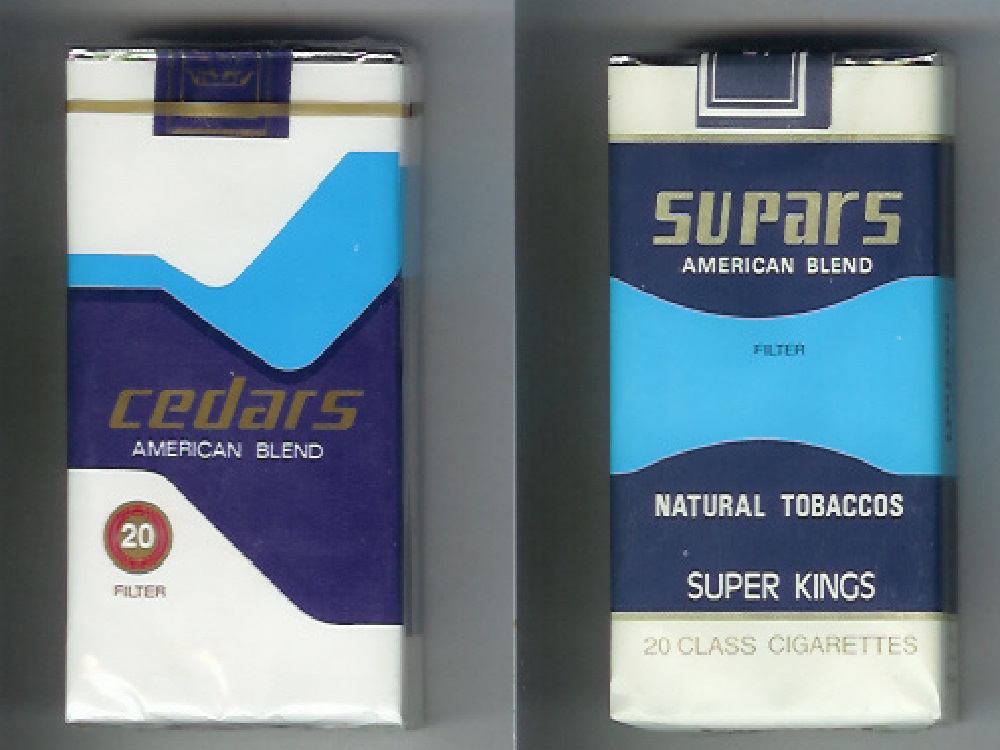 cedars
AMERICAN BLEND
20
FILTER
SUPARS
AMERICAN BLEND
FILTER
NATURAL TOBACCOS
SUPER KINGS
20 CLASS CIGARETTES